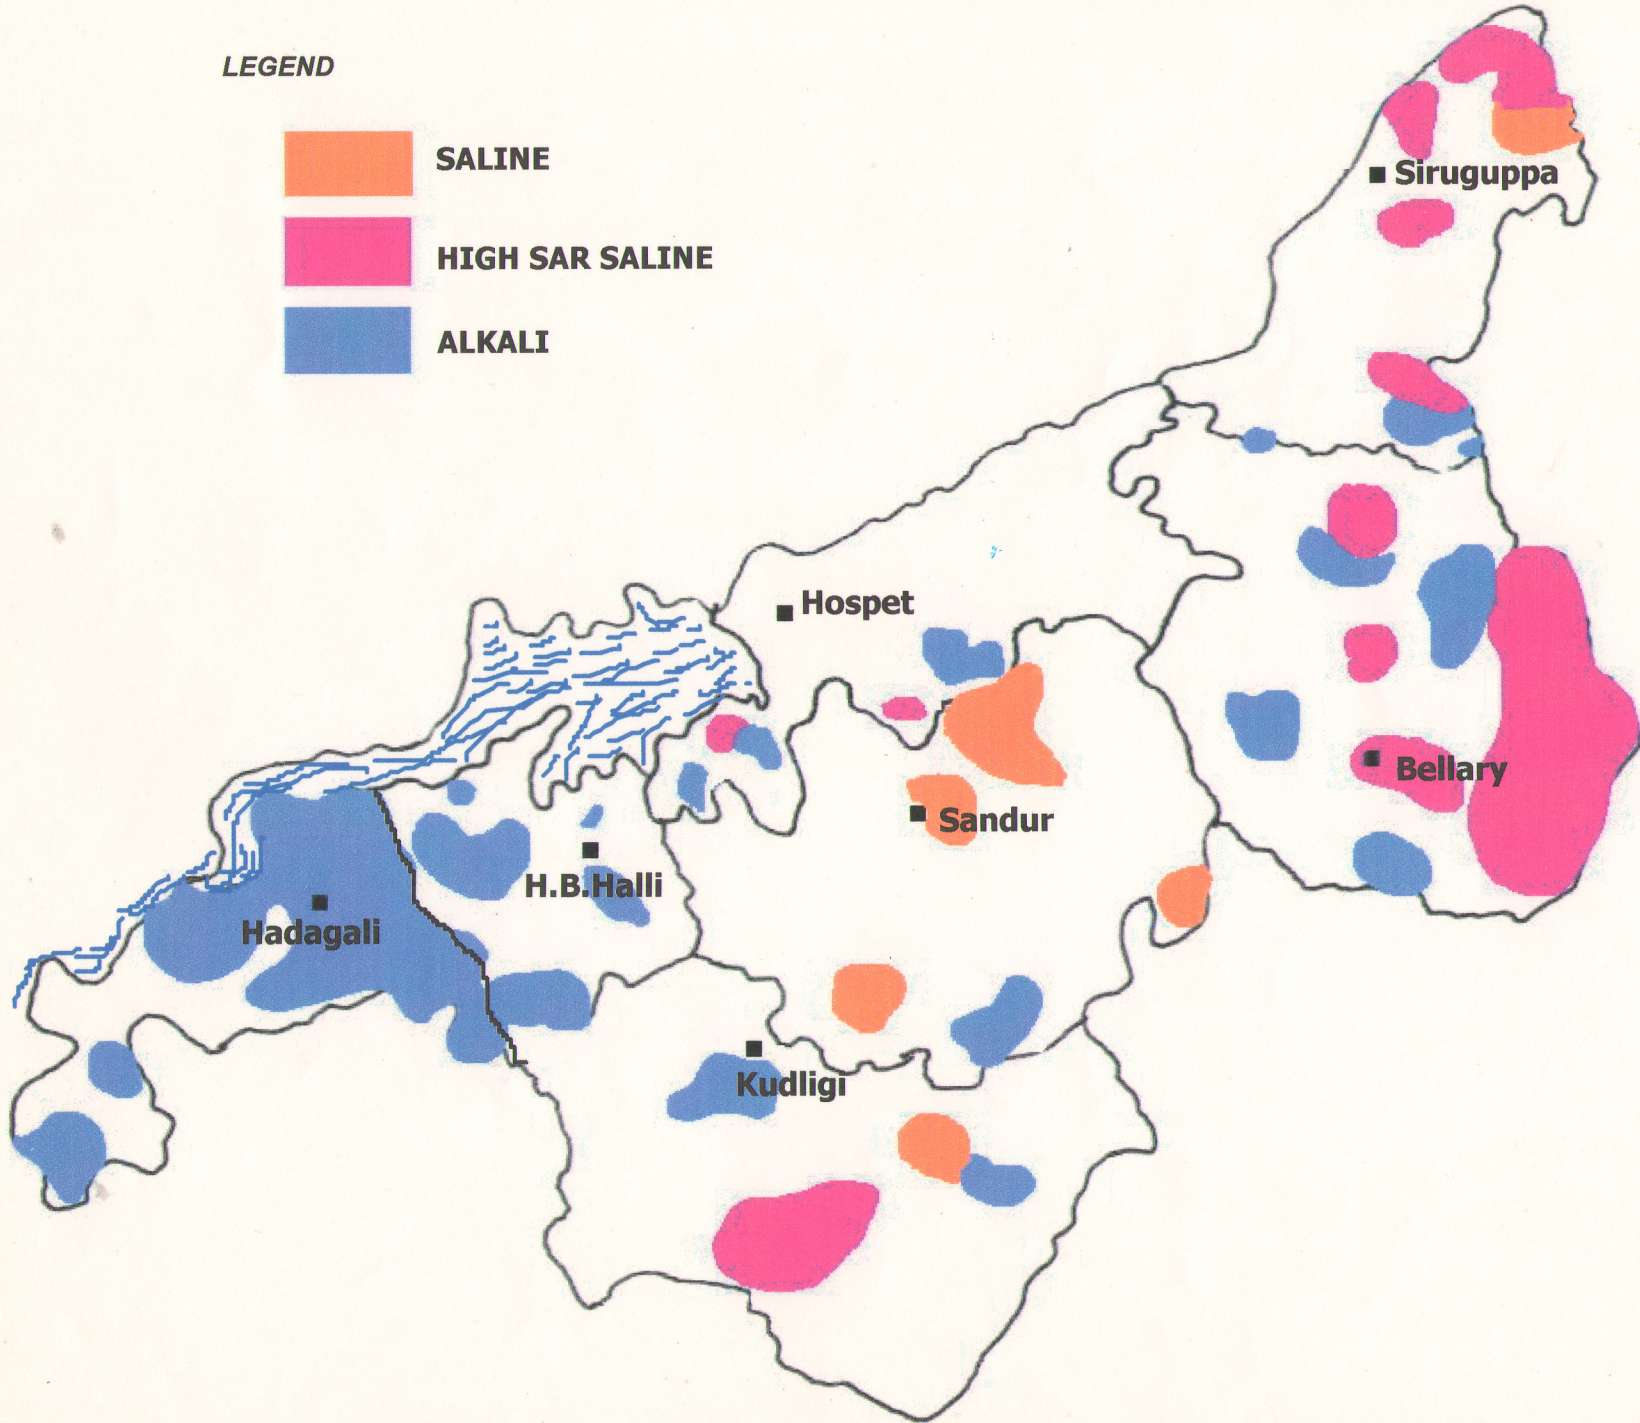 LEGEND
SALINE
HIGH SAR SALINE
ALKALI
Siruguppa
Hospet
Bellary
Sandur
H.B.Halli
Hadagali
Kudligi